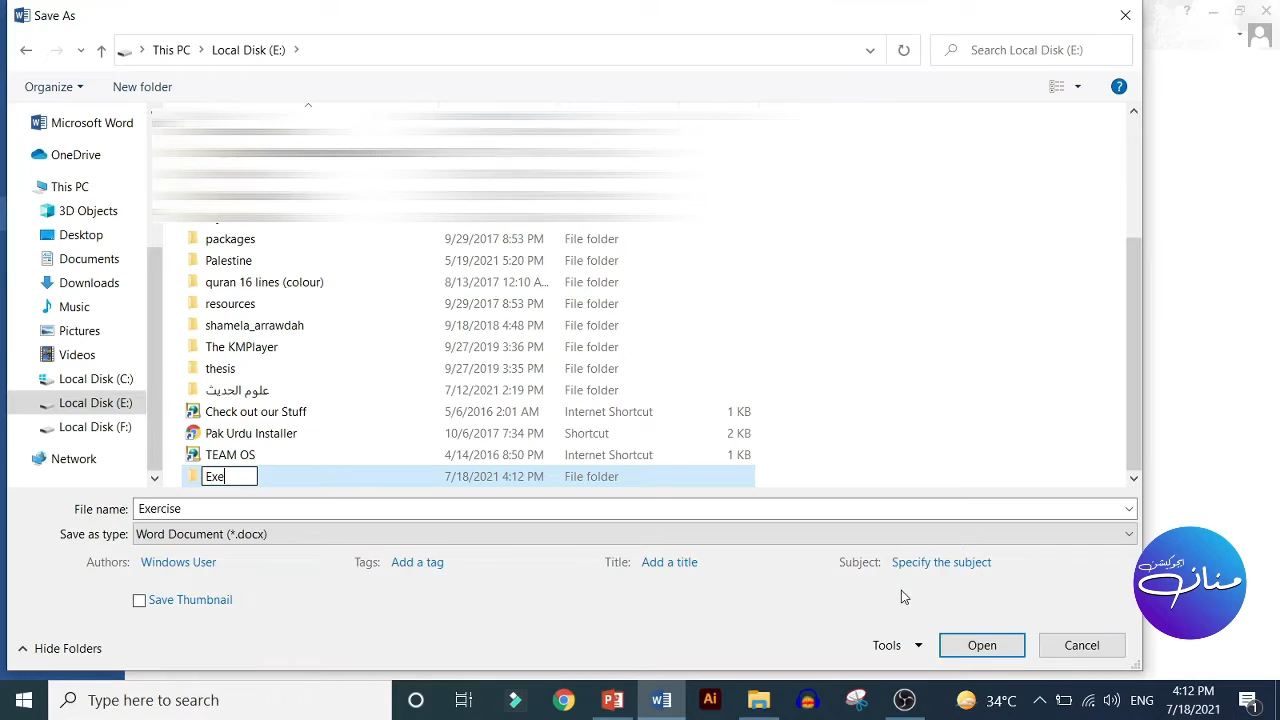 Save As
This PC
Local Disk (E:)
Search Local Disk (E:)
Organize
New folder
Microsoft Word
OneDrive
This PC
3D Objects
Desktop
Documents
Downloads
Music
Pictures
Videos
Local Disk (C:)
Local Disk (E:)
Local Disk (F:)
Network
packages 9/29/2017 8:53 PM File folder
Palestine 5/19/2021 5:20 PM File folder
quran 16 lines (colour) 8/13/2017 12:10 A... File folder
resources 9/29/2017 8:53 PM File folder
shamela_arrawdah 9/18/2018 4:48 PM File folder
The KMPlayer 9/27/2019 3:36 PM File folder
thesis 9/27/2019 3:35 PM File folder
علوم الحديث 7/12/2021 2:19 PM File folder
Check out our Stuff 5/6/2016 2:01 AM Internet Shortcut 1 KB
Pak Urdu Installer 10/6/2017 7:34 PM Shortcut 2 KB
TEAM OS 4/14/2016 8:50 PM Internet Shortcut 1 KB
Exe 7/18/2021 4:12 PM File folder
File name: Exercise
Save as type: Word Document (*.docx)
Authors: Windows User Tags: Add a tag Title: Add a title Subject: Specify the subject
Save Thumbnail
Hide Folders
Tools
Open
Cancel
ایجوکیشن
منان
Type here to search
34°C
ENG
4:12 PM
7/18/2021
1